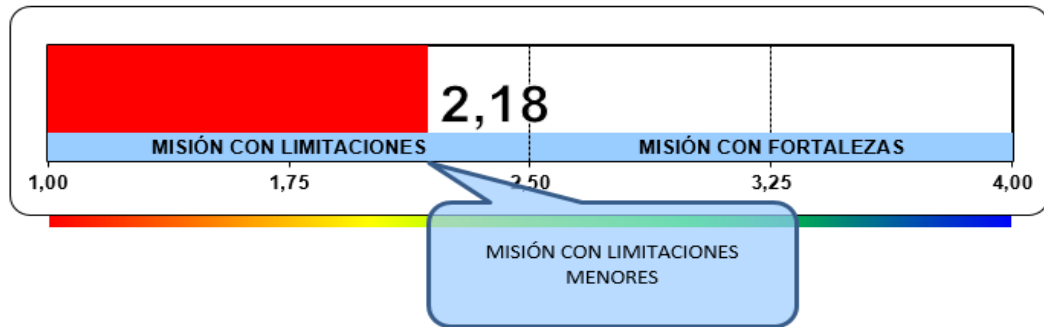 2,18
MISIÓN CON LIMITACIONES MISIÓN CON FORTALEZAS
1,00 1,75 2,50 3,25 4,00
MISIÓN CON LIMITACIONES
MENORES